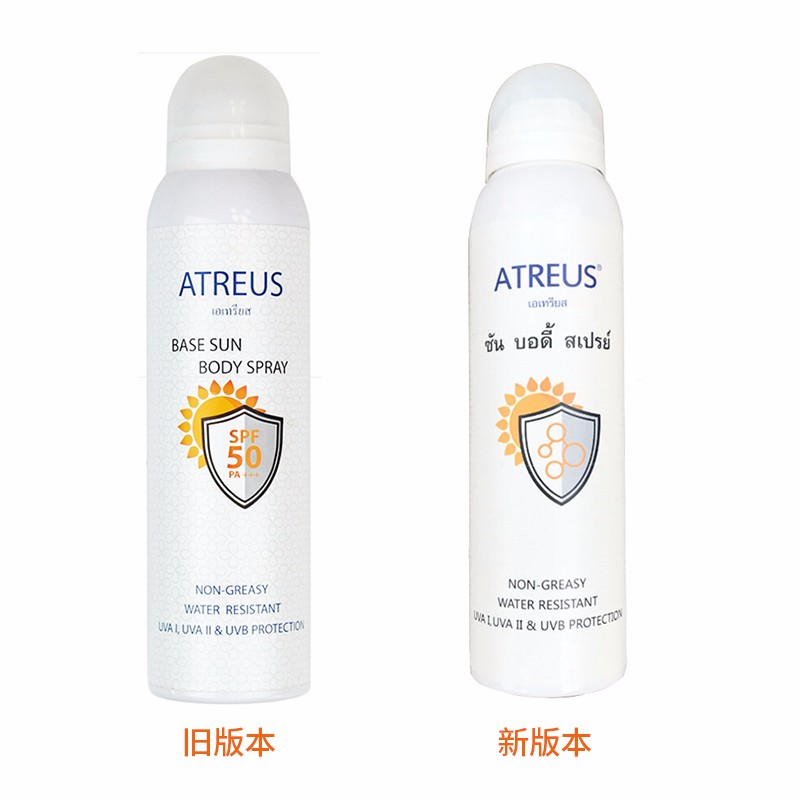 ATREUS
เอเทรียส
BASE SUN
BODY SPRAY
SPF
50
PA+++
NON-GREASY
WATER RESISTANT
UVA I, UVA II & UVB PROTECTION
旧版本
ATREUS®
เอเทรียส
ซัน บอดี้ สเปรย์
NON-GREASY
WATER RESISTANT
UVA I, UVA II & UVB PROTECTION
新版本